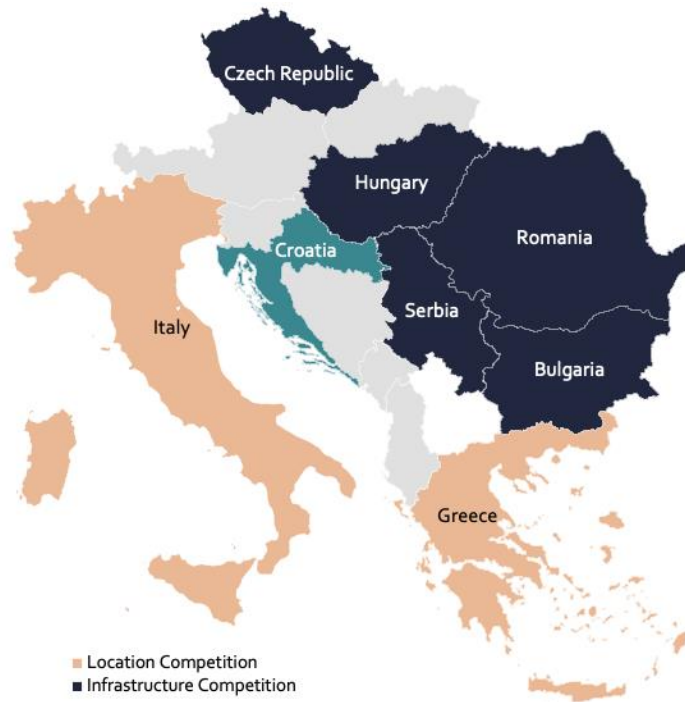 Czech Republic
Hungary
Romania
Croatia
Serbia
Italy
Bulgaria
Greece
Location Competition
Infrastructure Competition